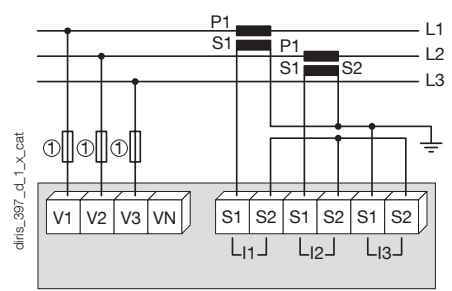 P1 L1
S1 P1 L2
S1 S2 L3
① ① ①
diris_397_d_1_x_cat
V1 V2 V3 VN S1 S2 S1 S2 S1 S2
I1 I2 I3